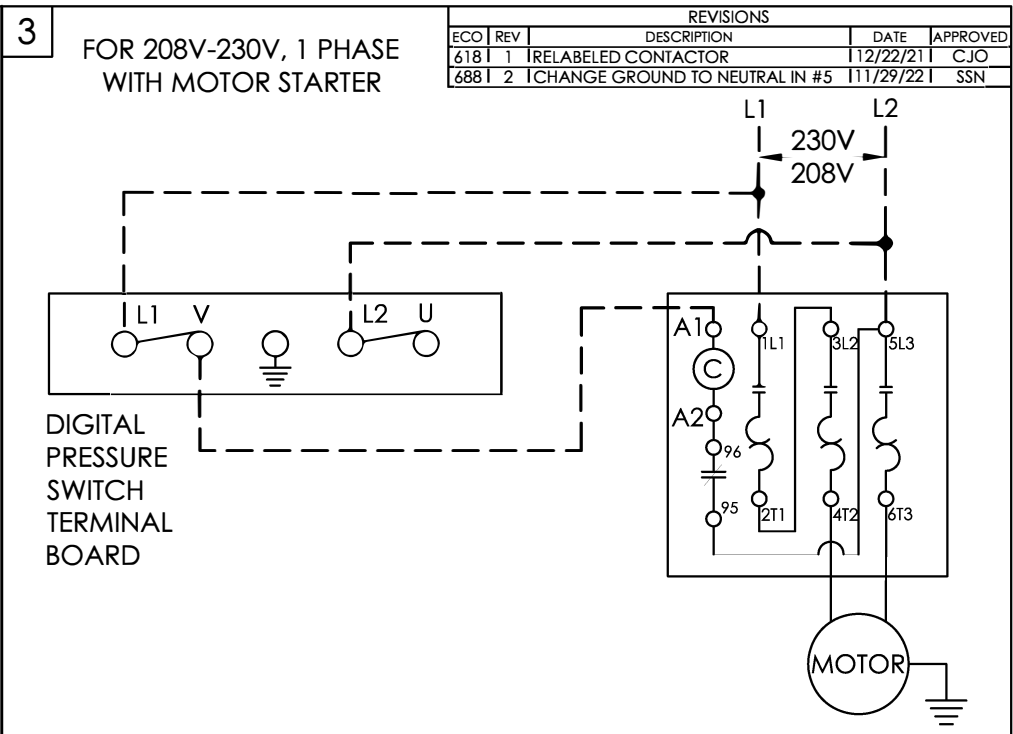 3
FOR 208V-230V, 1 PHASE
WITH MOTOR STARTER
REVISIONS
ECO REV DESCRIPTION DATE APPROVED
618 1 RELABELED CONTACTOR 12/22/21 CJO
688 2 CHANGE GROUND TO NEUTRAL IN #5 11/29/22 SSN
L1 L2
230V
208V
L1 V L2 U
A1 1L1 3L2 5L3
C
A2
96
95 2T1 4T2 6T3
DIGITAL
PRESSURE
SWITCH
TERMINAL
BOARD
MOTOR